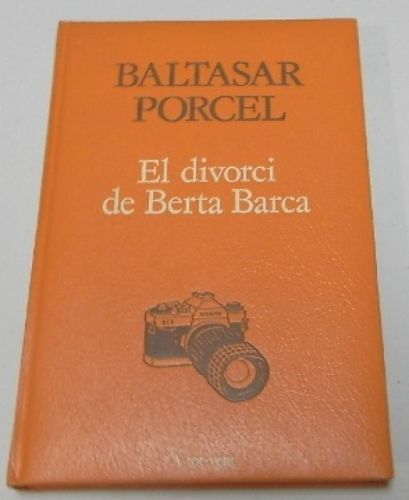 BALTASAR
PORCEL
El divorci
de Berta Barca